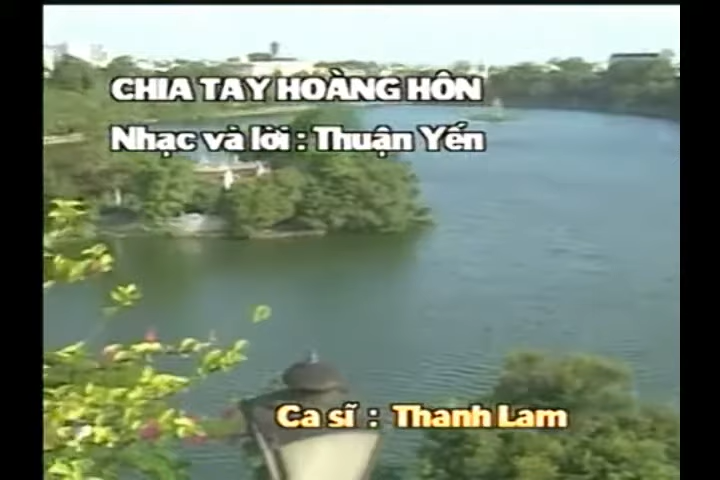 CHIA TAY HOÀNG HÔN
Nhạc và lời : Thuận Yến
Ca sĩ : Thanh Lam